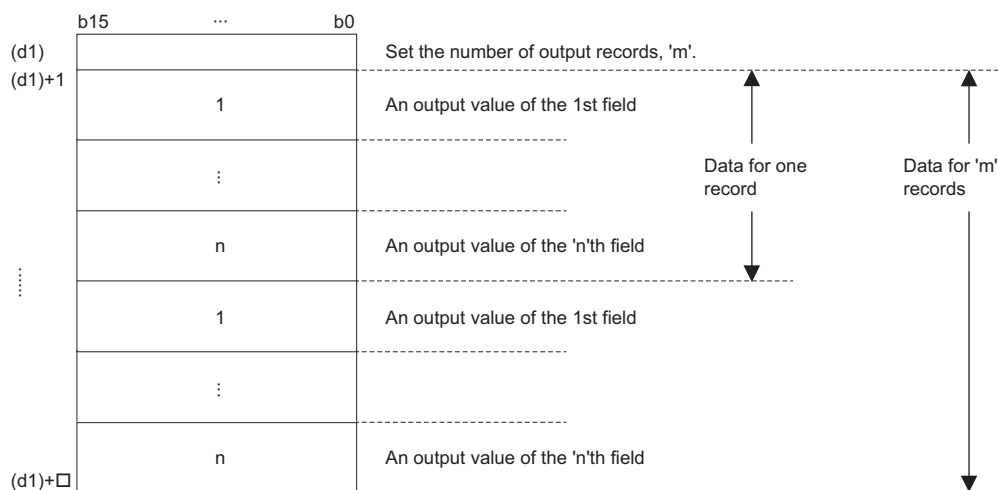 b15 ... b0
(d1) Set the number of output records, 'm'.
(d1)+1
1 An output value of the 1st field
Data for one record
Data for 'm' records
⋮
n An output value of the 'n'th field
⋮
1 An output value of the 1st field
⋮
n An output value of the 'n'th field
(d1)+□